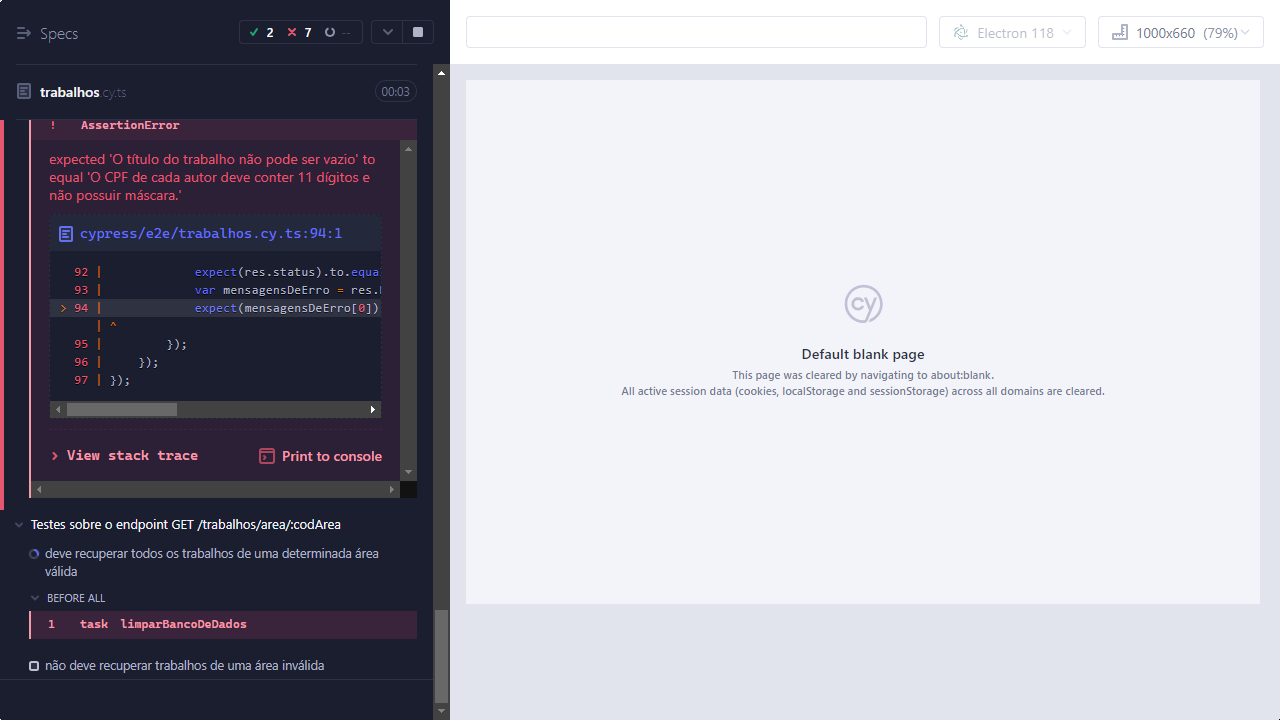 Specs
2 7 --
Electron 118
1000x660 (79%)
trabalhos cy.ts
00:03
! AssertionError
expected 'O título do trabalho não pode ser vazio' to
equal 'O CPF de cada autor deve conter 11 dígitos e
não possuir máscara.'
cypress/e2e/trabalhos.cy.ts:94:1
92 | expect(res.status).to.equa
93 | var mensagensDeErro = res.
> 94 | expect(mensagensDeErro[0])
| ^
95 | });
96 | });
97 | });
View stack trace
Print to console
Testes sobre o endpoint GET /trabalhos/area/:codArea
deve recuperar todos os trabalhos de uma determinada área
válida
BEFORE ALL
1 task limparBancoDeDados
não deve recuperar trabalhos de uma área inválida
cy
Default blank page
This page was cleared by navigating to about:blank.
All active session data (cookies, localStorage and sessionStorage) across all domains are cleared.